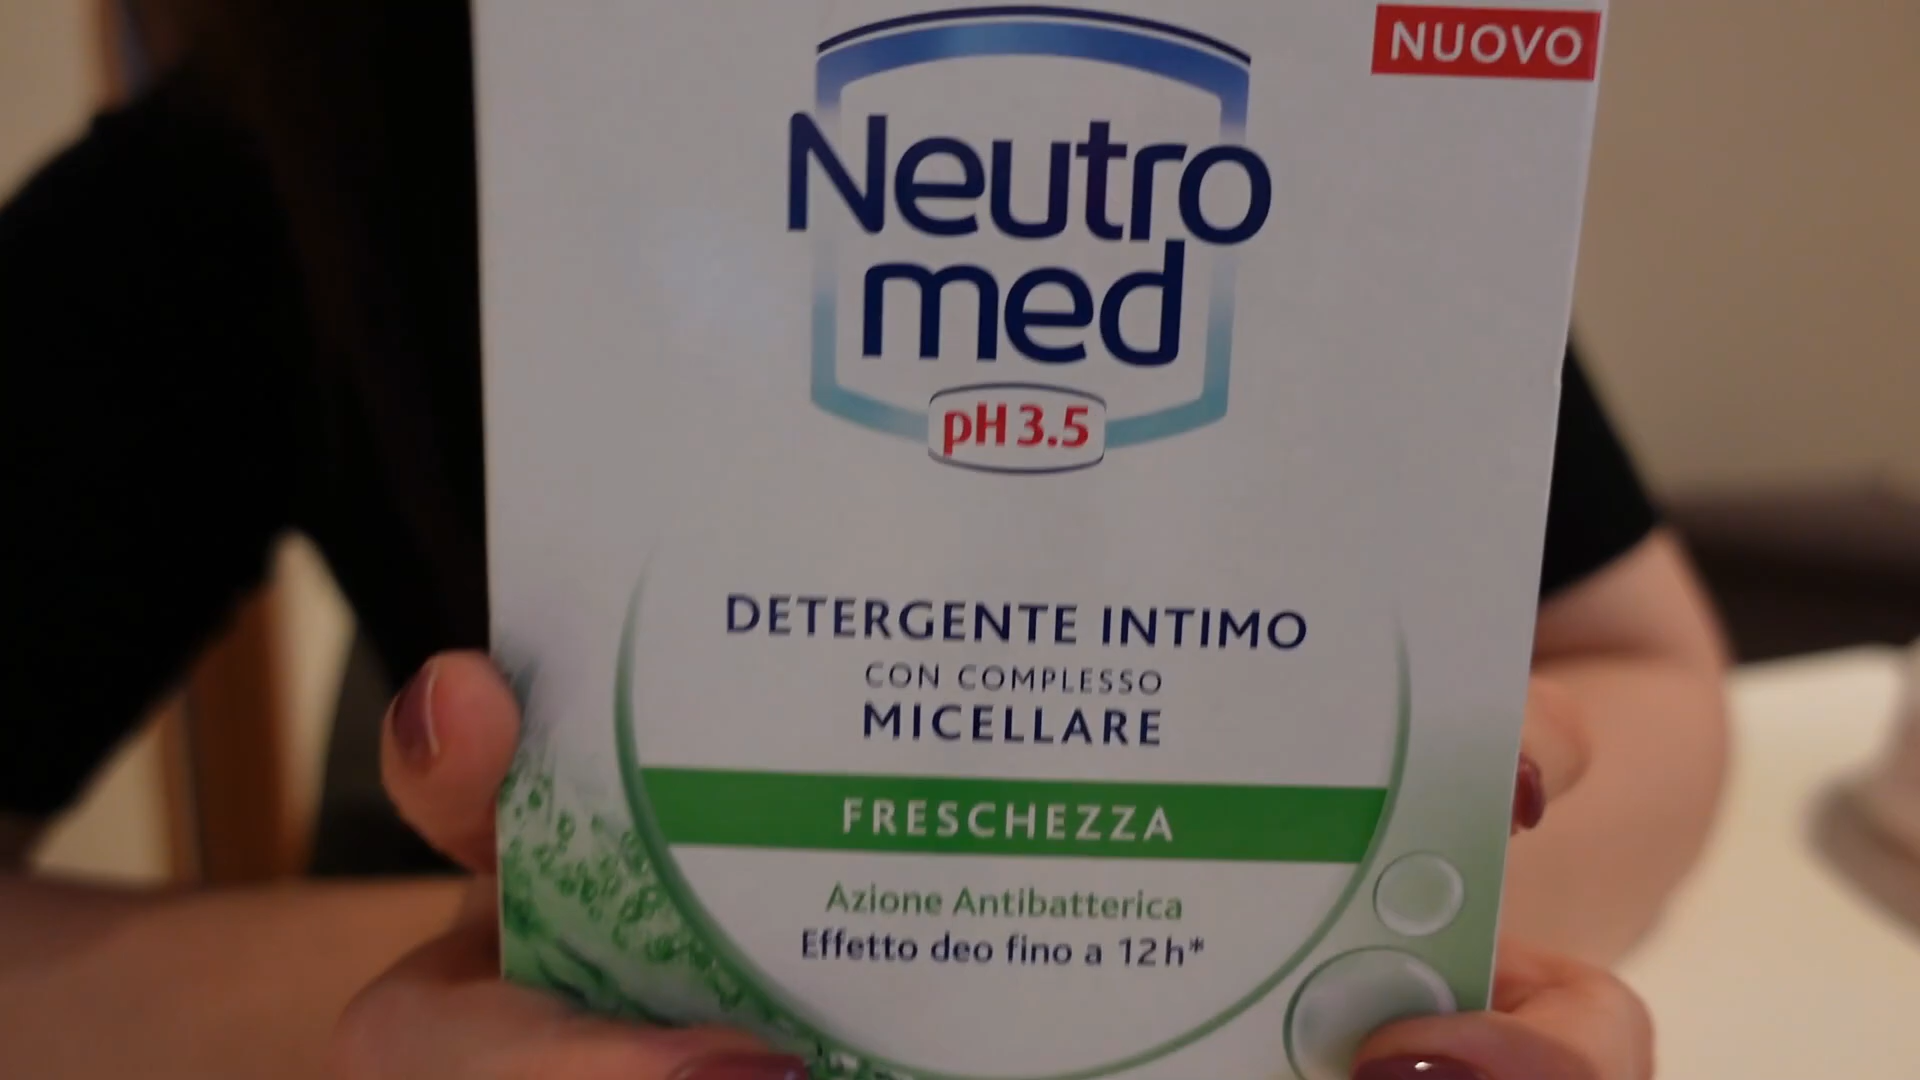 NUOVO
Neutro
med
pH 3.5
DETERGENTE INTIMO
CON COMPLESSO
MICELLARE
FRESCHEZZA
Azione Antibatterica
Effetto deo fino a 12h*